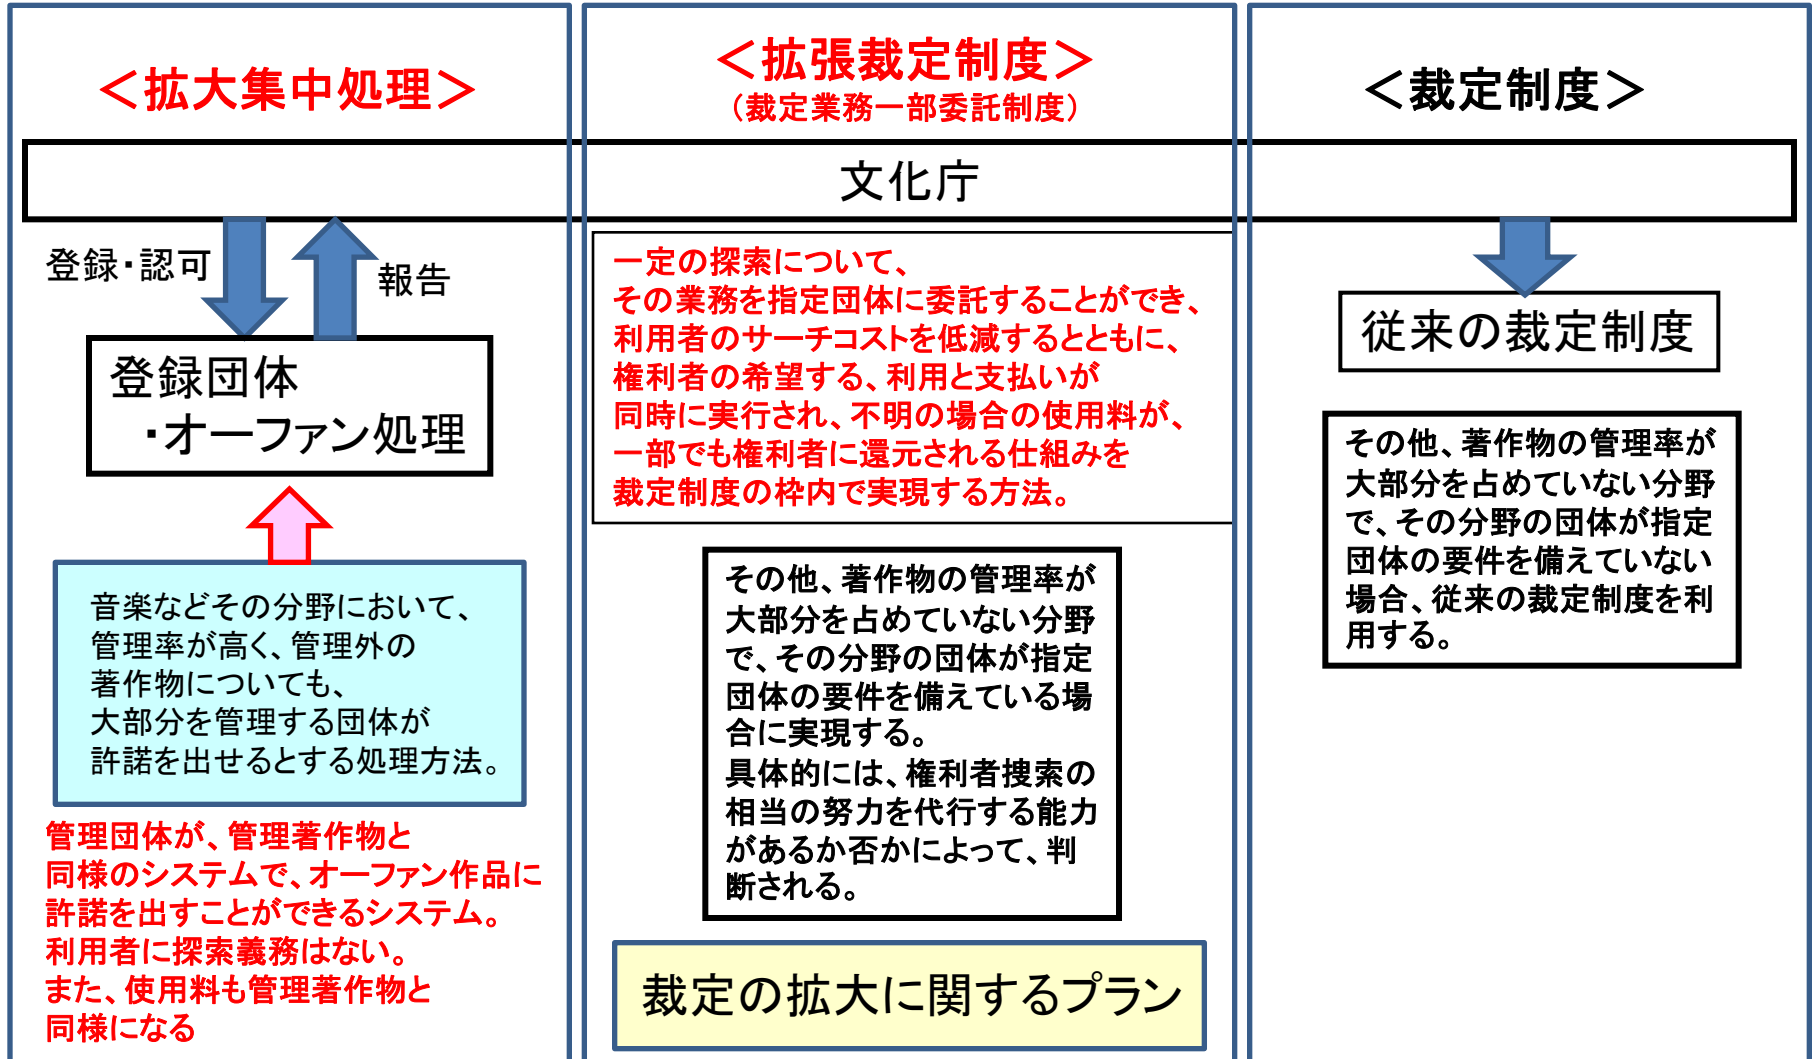 ＜拡大集中処理＞
＜拡張裁定制度＞
（裁定業務一部委託制度）
＜裁定制度＞
文化庁
登録・認可
報告
登録団体
・オーファン処理
音楽などその分野において、
管理率が高く、管理外の
著作物についても、
大部分を管理する団体が
許諾を出せるとする処理方法。
管理団体が、管理著作物と
同様のシステムで、オーファン作品に
許諾を出すことができるシステム。
利用者に探索義務はない。
また、使用料も管理著作物と
同様になる
一定の探索について、
その業務を指定団体に委託することができ、
利用者のサーチコストを低減するとともに、
権利者の希望する、利用と支払いが
同時に実行され、不明の場合の使用料が、
一部でも権利者に還元される仕組みを
裁定制度の枠内で実現する方法。
その他、著作物の管理率が
大部分を占めていない分野
で、その分野の団体が指定
団体の要件を備えている場
合に実現する。
具体的には、権利者捜索の
相当の努力を代行する能力
があるか否かによって、判
断される。
裁定の拡大に関するプラン
従来の裁定制度
その他、著作物の管理率が
大部分を占めていない分野
で、その分野の団体が指定
団体の要件を備えていない
場合、従来の裁定制度を利
用する。